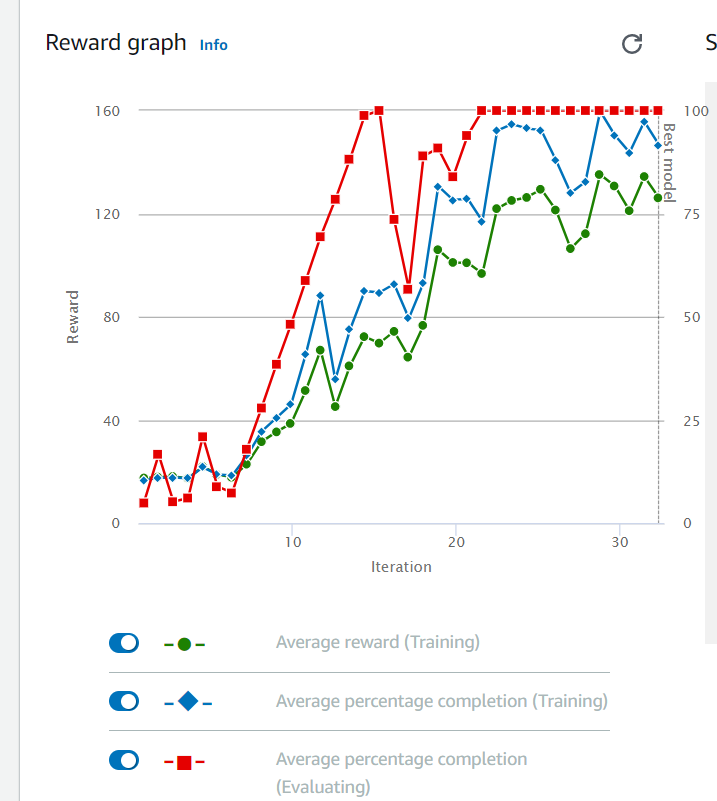 Reward graph Info
S
160
120
80
40
0
Reward
100
75
50
25
0
Best model
10
20
30
Iteration
Average reward (Training)
Average percentage completion (Training)
Average percentage completion
(Evaluating)